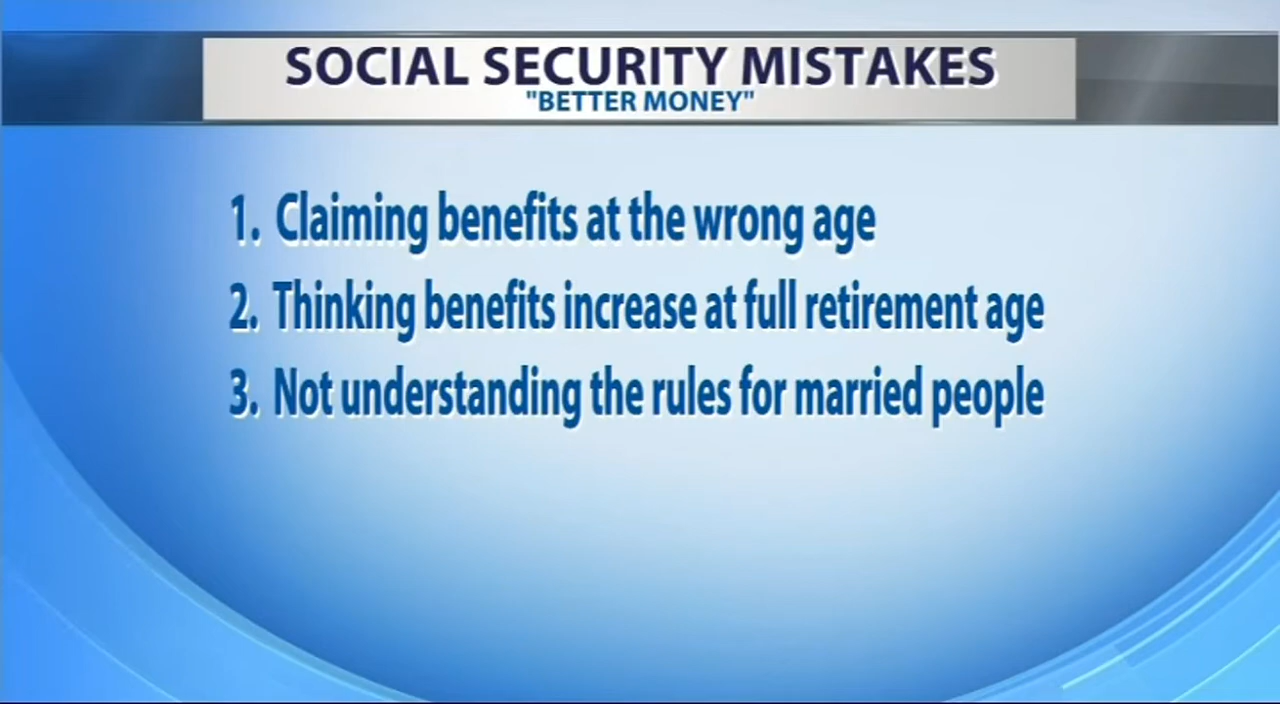 SOCIAL SECURITY MISTAKES
"BETTER MONEY"
1. Claiming benefits at the wrong age
2. Thinking benefits increase at full retirement age
3. Not understanding the rules for married people